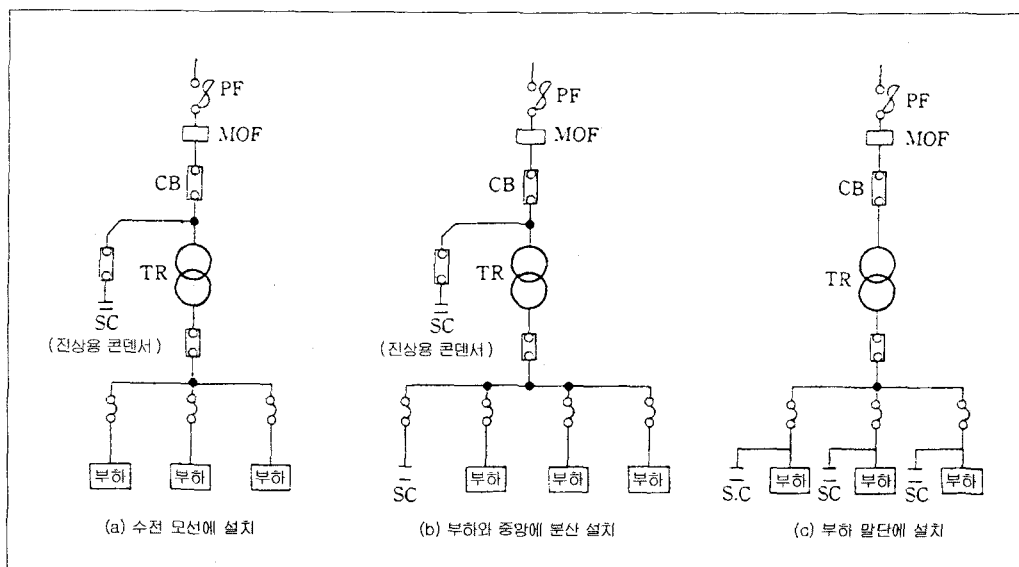 PF
MOF
CB
TR
SC
(진상용 콘덴서)
부하
부하
부하
(a) 수전 모선에 설치
PF
MOF
CB
TR
SC
(진상용 콘덴서)
SC
부하
부하
부하
(b) 부하와 중앙에 분산 설치
PF
MOF
CB
TR
S.C
부하
SC
부하
SC
부하
(c) 부하 말단에 설치